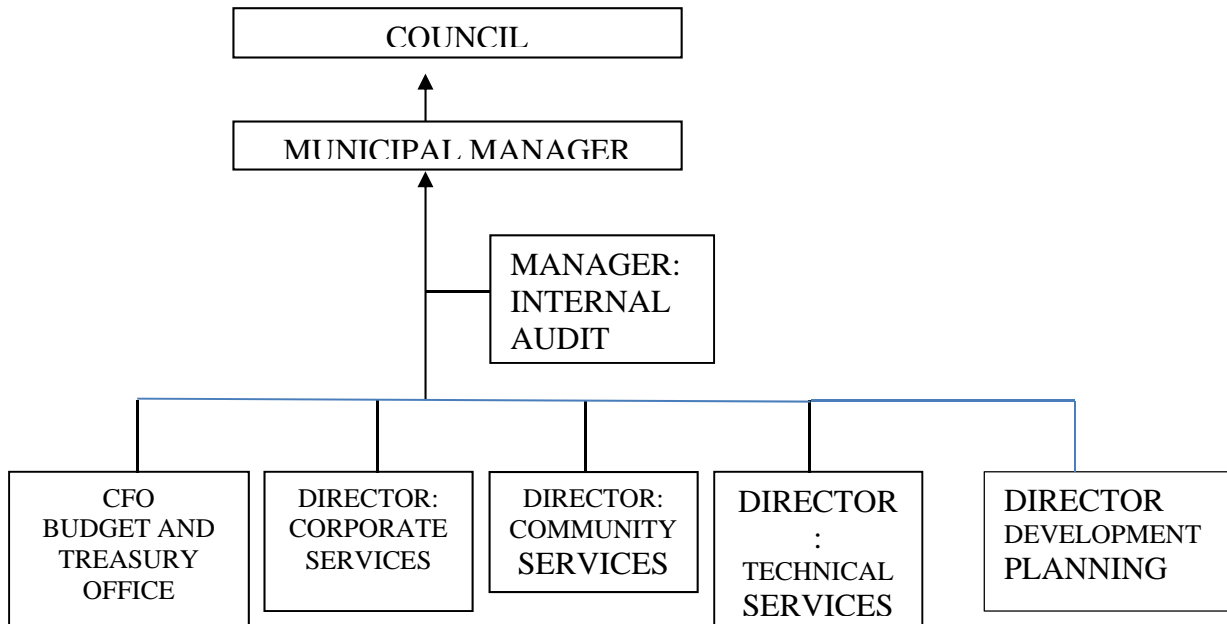 COUNCIL
MUNICIPAL MANAGER
MANAGER:
INTERNAL
AUDIT
CFO
BUDGET AND
TREASURY
OFFICE
DIRECTOR:
CORPORATE
SERVICES
DIRECTOR:
COMMUNITY
SERVICES
DIRECTOR
:
TECHNICAL
SERVICES
DIRECTOR
DEVELOPMENT
PLANNING